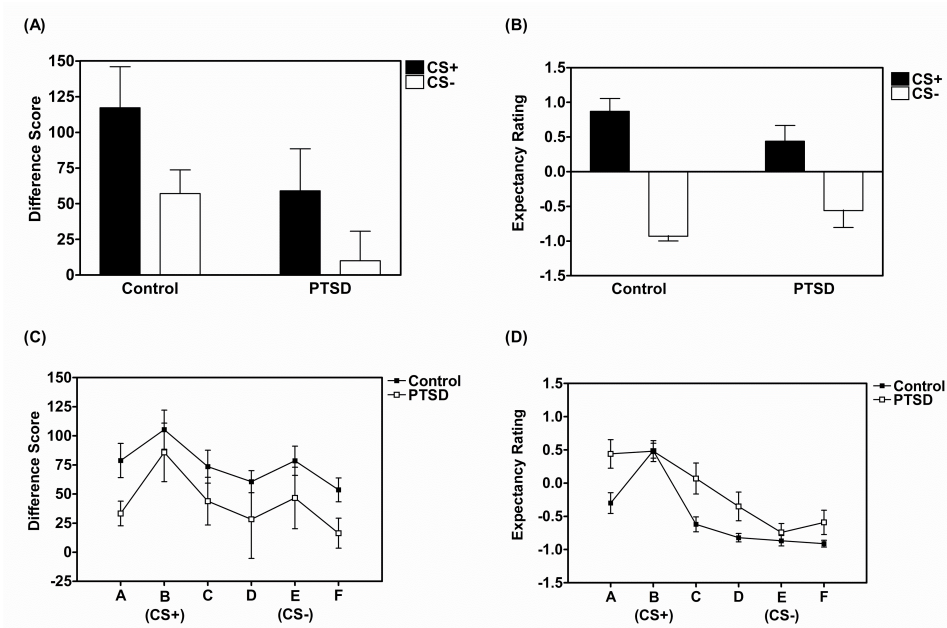 (A)
Difference Score
150
125
100
75
50
25
0
Control PTSD
CS+
CS-
(B)
Expectancy Rating
1.5
1.0
0.5
0.0
-0.5
-1.0
-1.5
Control PTSD
CS+
CS-
(C)
Difference Score
150
125
100
75
50
25
0
-25
A B C D E F
(CS+) (CS-)
Control
PTSD
(D)
Expectancy Rating
1.5
1.0
0.5
0.0
-0.5
-1.0
-1.5
A B C D E F
(CS+) (CS-)
Control
PTSD